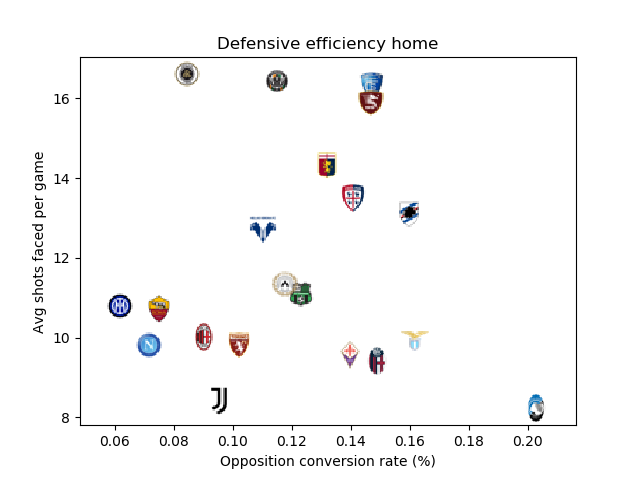 Defensive efficiency home
Avg shots faced per game
16
14
12
10
8
0.06 0.08 0.10 0.12 0.14 0.16 0.18 0.20
Opposition conversion rate (%)